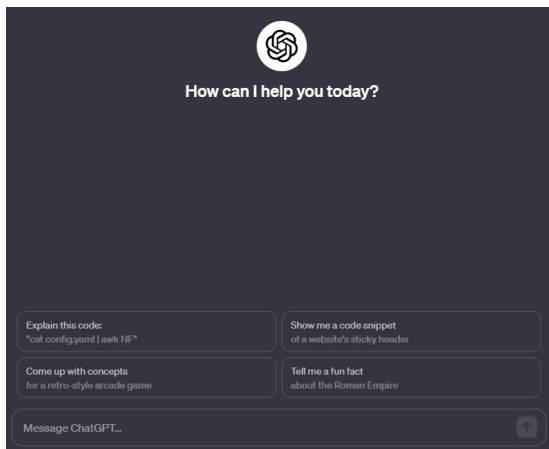 How can I help you today?
Explain this code:
"cat config.yaml | awk NF"
Show me a code snippet
of a website's sticky header
Come up with concepts
for a retro-style arcade game
Tell me a fun fact
about the Roman Empire
Message ChatGPT...